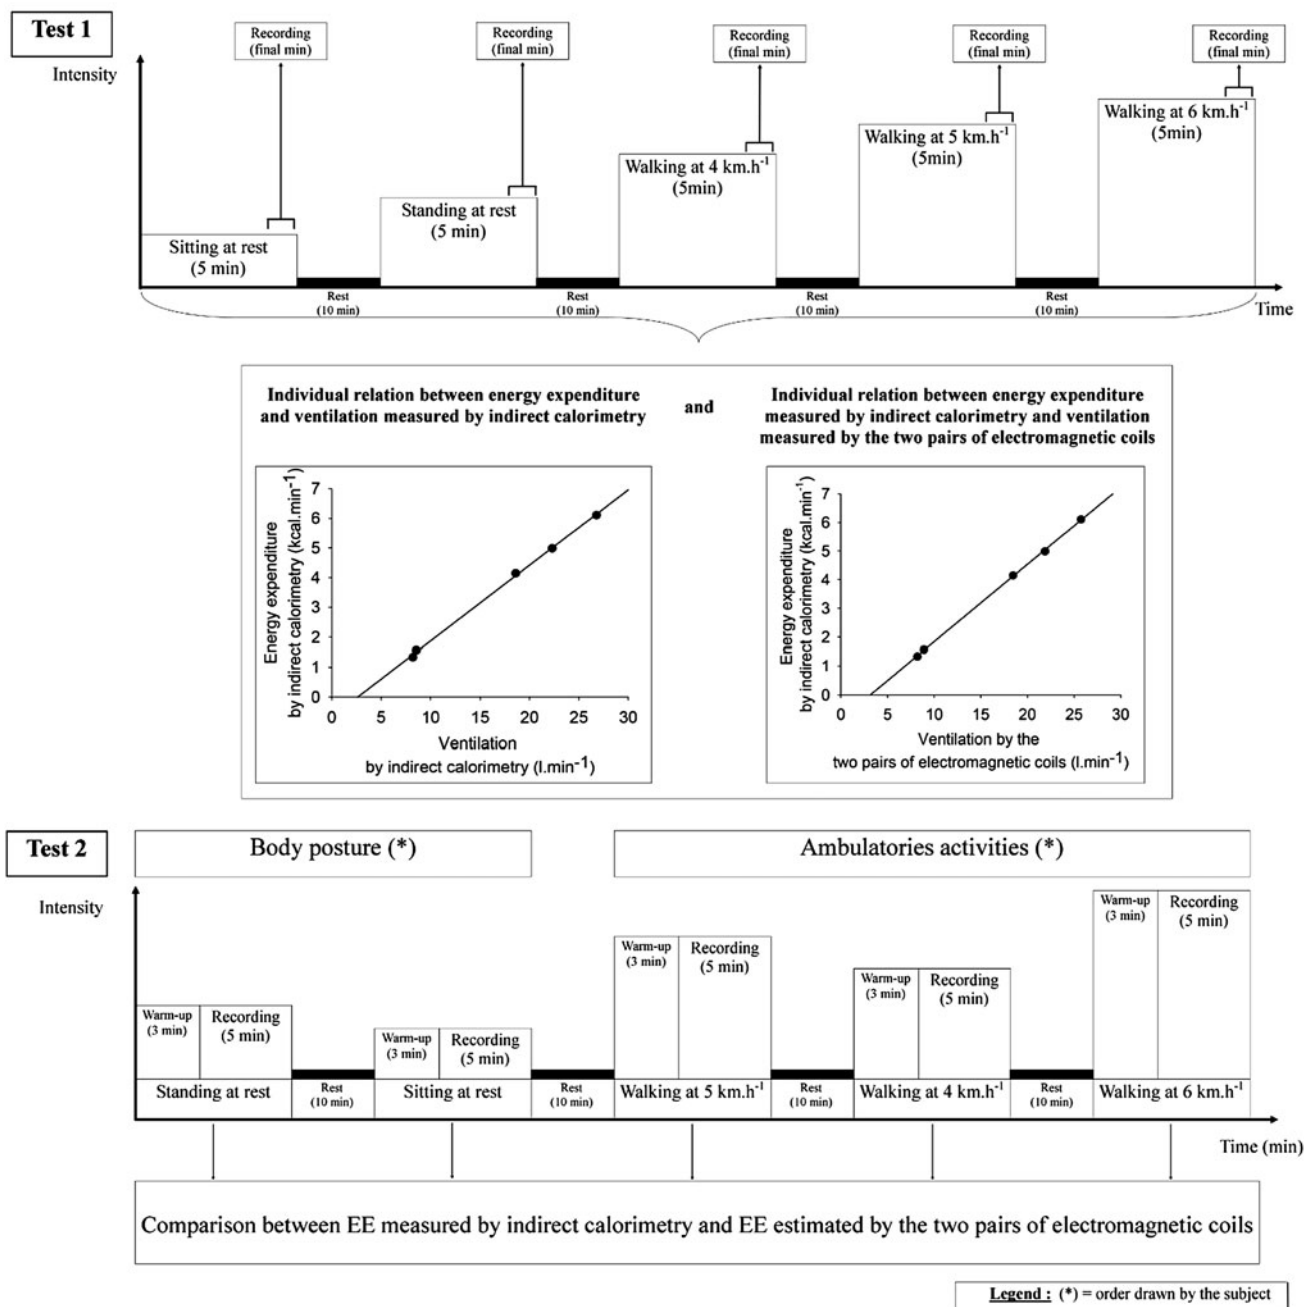 Test 1
Recording
(final min)
Recording
(final min)
Recording
(final min)
Recording
(final min)
Recording
(final min)
Intensity
Sitting at rest
(5 min)
Standing at rest
(5 min)
Walking at 4 km.h⁻¹
(5min)
Walking at 5 km.h⁻¹
(5min)
Walking at 6 km.h⁻¹
(5min)
Rest
(10 min)
Rest
(10 min)
Rest
(10 min)
Rest
(10 min)
Time
Individual relation between energy expenditure
and ventilation measured by indirect calorimetry
and
Individual relation between energy expenditure
measured by indirect calorimetry and ventilation
measured by the two pairs of electromagnetic coils
Energy expenditure
by indirect calorimetry (kcal.min⁻¹)
7
6
5
4
3
2
1
0
0 5 10 15 20 25 30
Ventilation
by indirect calorimetry (l.min⁻¹)
Energy expenditure
by indirect calorimetry (kcal.min⁻¹)
7
6
5
4
3
2
1
0
0 5 10 15 20 25 30
Ventilation by the
two pairs of electromagnetic coils (l.min⁻¹)
Test 2
Body posture (*)
Ambulatories activities (*)
Intensity
Warm-up
(3 min)
Recording
(5 min)
Standing at rest
Rest
(10 min)
Warm-up
(3 min)
Recording
(5 min)
Sitting at rest
Rest
(10 min)
Warm-up
(3 min)
Recording
(5 min)
Walking at 5 km.h⁻¹
Rest
(10 min)
Warm-up
(3 min)
Recording
(5 min)
Walking at 4 km.h⁻¹
Rest
(10 min)
Warm-up
(3 min)
Recording
(5 min)
Walking at 6 km.h⁻¹
Time (min)
Comparison between EE measured by indirect calorimetry and EE estimated by the two pairs of electromagnetic coils
Legend : (*) = order drawn by the subject